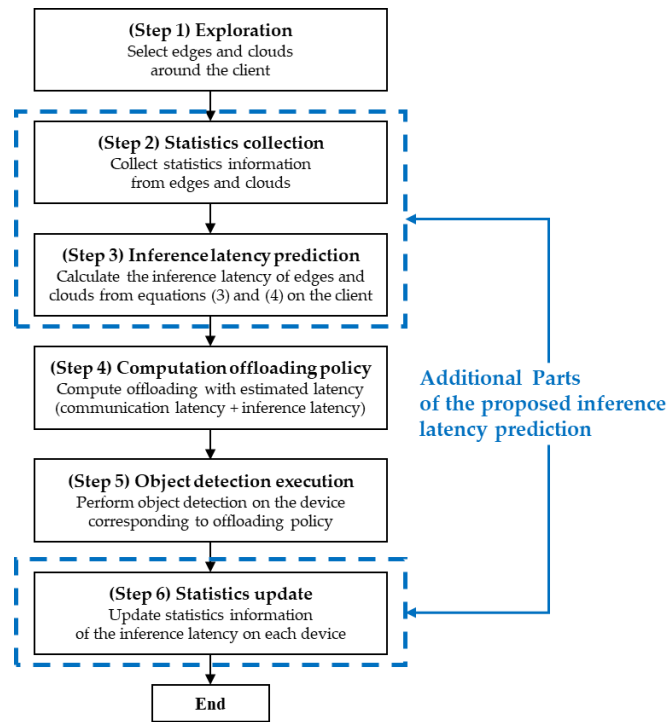 (Step 1) Exploration
Select edges and clouds
around the client
(Step 2) Statistics collection
Collect statistics information
from edges and clouds
(Step 3) Inference latency prediction
Calculate the inference latency of edges and
clouds from equations (3) and (4) on the client
(Step 4) Computation offloading policy
Compute offloading with estimated latency
(communication latency + inference latency)
(Step 5) Object detection execution
Perform object detection on the device
corresponding to offloading policy
(Step 6) Statistics update
Update statistics information
of the inference latency on each device
End
Additional Parts
of the proposed inference
latency prediction